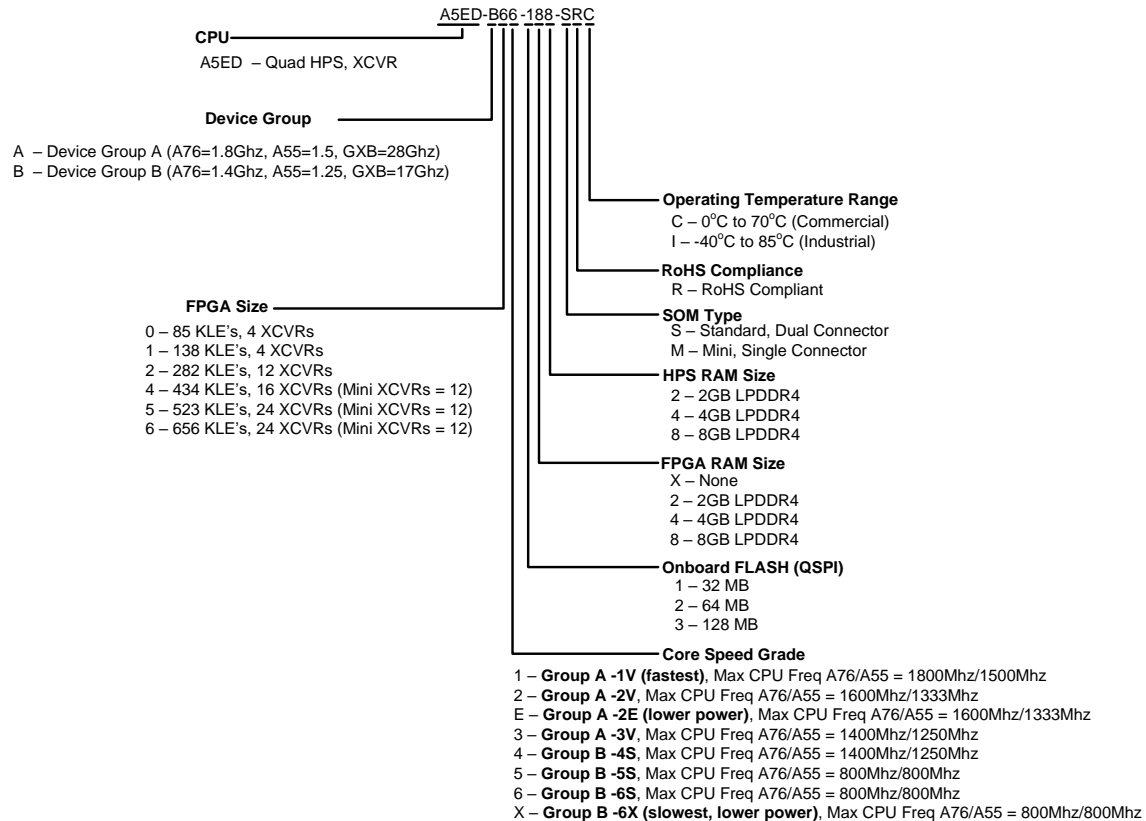 A5ED-B66-188-SRC
CPU
A5ED – Quad HPS, XCVR
Device Group
A – Device Group A (A76=1.8Ghz, A55=1.5, GXB=28Ghz)
B – Device Group B (A76=1.4Ghz, A55=1.25, GXB=17Ghz)
Operating Temperature Range
C – 0°C to 70°C (Commercial)
I – -40°C to 85°C (Industrial)
RoHS Compliance
R – RoHS Compliant
FPGA Size
0 – 85 KLE's, 4 XCVRs
1 – 138 KLE's, 4 XCVRs
2 – 282 KLE's, 12 XCVRs
4 – 434 KLE's, 16 XCVRs (Mini XCVRs = 12)
5 – 523 KLE's, 24 XCVRs (Mini XCVRs = 12)
6 – 656 KLE's, 24 XCVRs (Mini XCVRs = 12)
SOM Type
S – Standard, Dual Connector
M – Mini, Single Connector
HPS RAM Size
2 – 2GB LPDDR4
4 – 4GB LPDDR4
8 – 8GB LPDDR4
FPGA RAM Size
X – None
2 – 2GB LPDDR4
4 – 4GB LPDDR4
8 – 8GB LPDDR4
Onboard FLASH (QSPI)
1 – 32 MB
2 – 64 MB
3 – 128 MB
Core Speed Grade
1 – Group A -1V (fastest), Max CPU Freq A76/A55 = 1800Mhz/1500Mhz
2 – Group A -2V, Max CPU Freq A76/A55 = 1600Mhz/1333Mhz
E – Group A -2E (lower power), Max CPU Freq A76/A55 = 1600Mhz/1333Mhz
3 – Group A -3V, Max CPU Freq A76/A55 = 1400Mhz/1250Mhz
4 – Group B -4S, Max CPU Freq A76/A55 = 1400Mhz/1250Mhz
5 – Group B -5S, Max CPU Freq A76/A55 = 800Mhz/800Mhz
6 – Group B -6S, Max CPU Freq A76/A55 = 800Mhz/800Mhz
X – Group B -6X (slowest, lower power), Max CPU Freq A76/A55 = 800Mhz/800Mhz